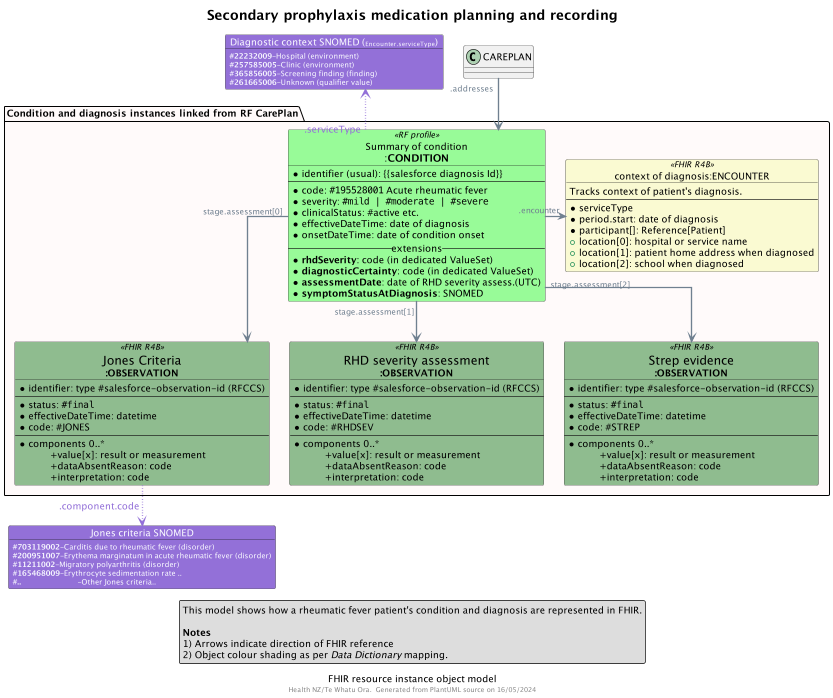 Secondary prophylaxis medication planning and recording
Diagnostic context SNOMED (Encounter.serviceType)
#22232009-Hospital (environment)
#257585005-Clinic (environment)
#365856005-Screening finding (finding)
#261665006-Unknown (qualifier value)
C CAREPLAN
.addresses
Condition and diagnosis instances linked from RF CarePlan
.serviceType
«RF profile»
Summary of condition
:CONDITION
• identifier (usual): {{salesforce diagnosis Id}}
• code: #195528001 Acute rheumatic fever
• severity: #mild | #moderate | #severe
• clinicalStatus: #active etc.
• effectiveDateTime: date of diagnosis
• onsetDateTime: date of condition onset
extensions
• rhdSeverity: code (in dedicated ValueSet)
• diagnosticCertainty: code (in dedicated ValueSet)
• assessmentDate: date of RHD severity assess.(UTC)
• symptomStatusAtDiagnosis: SNOMED
.encounter
«FHIR R4B»
context of diagnosis:ENCOUNTER
Tracks context of patient's diagnosis.
• serviceType
• period.start: date of diagnosis
• participant[]: Reference[Patient]
○ location[0]: hospital or service name
○ location[1]: patient home address when diagnosed
○ location[2]: school when diagnosed
stage.assessment[0]
stage.assessment[1]
stage.assessment[2]
«FHIR R4B»
Jones Criteria
:OBSERVATION
• identifier: type #salesforce-observation-id (RFCCS)
• status: #final
• effectiveDateTime: datetime
• code: #JONES
• components 0..*
+value[x]: result or measurement
+dataAbsentReason: code
+interpretation: code
«FHIR R4B»
RHD severity assessment
:OBSERVATION
• identifier: type #salesforce-observation-id (RFCCS)
• status: #final
• effectiveDateTime: datetime
• code: #RHDSEV
• components 0..*
+value[x]: result or measurement
+dataAbsentReason: code
+interpretation: code
«FHIR R4B»
Strep evidence
:OBSERVATION
• identifier: type #salesforce-observation-id (RFCCS)
• status: #final
• effectiveDateTime: datetime
• code: #STREP
• components 0..*
+value[x]: result or measurement
+dataAbsentReason: code
+interpretation: code
.component.code
Jones criteria SNOMED
#703119002-Carditis due to rheumatic fever (disorder)
#200951007-Erythema marginatum in acute rheumatic fever (disorder)
#11211002-Migratory polyarthritis (disorder)
#165468009-Erythrocyte sedimentation rate ..
#.. -Other Jones criteria..
This model shows how a rheumatic fever patient's condition and diagnosis are represented in FHIR.
Notes
1) Arrows indicate direction of FHIR reference
2) Object colour shading as per Data Dictionary mapping.
FHIR resource instance object model
Health NZ/Te Whatu Ora. Generated from PlantUML source on 16/05/2024